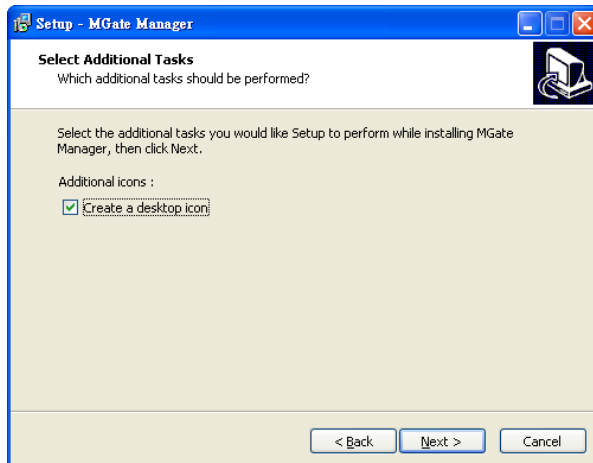 Setup - MGate Manager
Select Additional Tasks
Which additional tasks should be performed?
Select the additional tasks you would like Setup to perform while installing MGate
Manager, then click Next.
Additional icons :
Create a desktop icon
< Back
Next >
Cancel